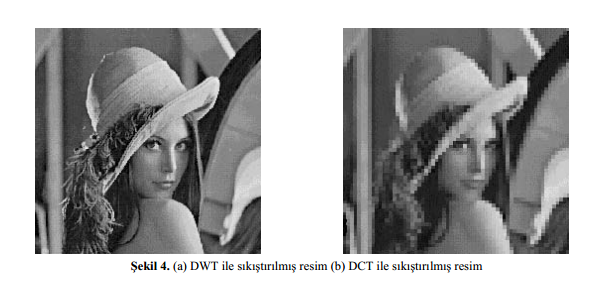 Şekil 4. (a) DWT ile sıkıştırılmış resim (b) DCT ile sıkıştırılmış resim